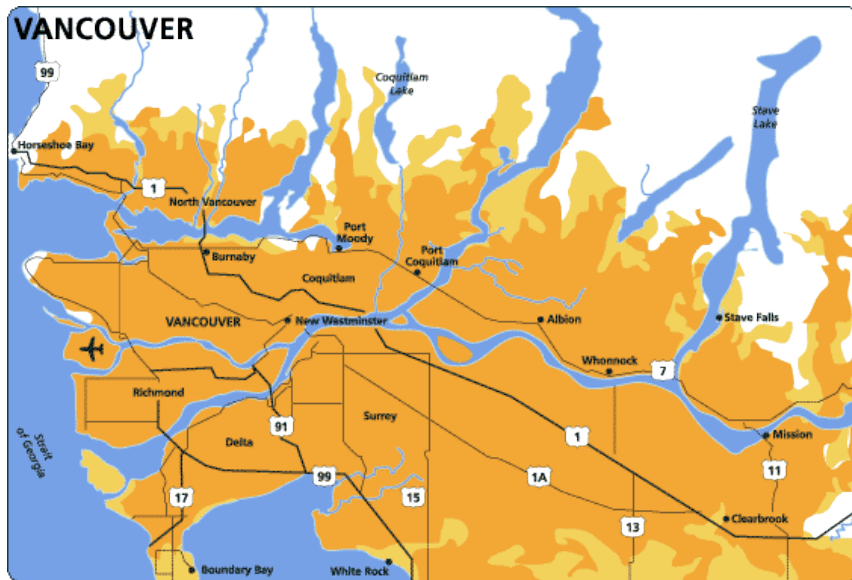 VANCOUVER
99
Coquitlam
Lake
Stave
Lake
Horseshoe Bay
1
North Vancouver
Port
Moody
Burnaby
Port
Coquitlam
Coquitlam
VANCOUVER
New Westminster
Albion
Stave Falls
Whonnock
7
Richmond
Strait
of Georgia
91
Surrey
Delta
1
Mission
99
1A
11
17
15
13
Clearbrook
Boundary Bay
White Rock